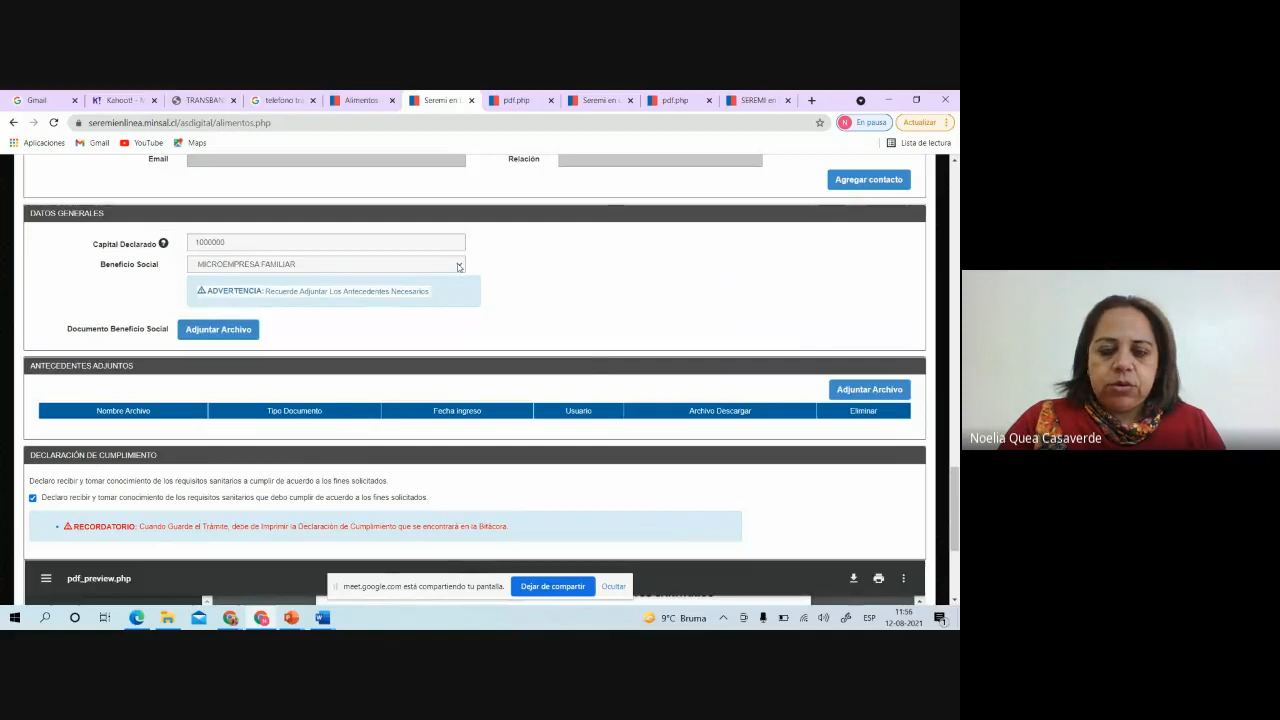 Gmail
Kahoot! - M
TRANSBAN
telefono tra
Alimentos
Seremi en L
pdf.php
Seremi en L
pdf.php
SEREMI en
seremienlinea.minsal.cl/asdigital/alimentos.php
N
En pausa
Actualizar
Aplicaciones
Gmail
YouTube
Maps
Lista de lectura
Email
Relación
Agregar contacto
DATOS GENERALES
Capital Declarado
1000000
Beneficio Social
MICROEMPRESA FAMILIAR
ADVERTENCIA: Recuerde Adjuntar Los Antecedentes Necesarios
Documento Beneficio Social
Adjuntar Archivo
ANTECEDENTES ADJUNTOS
Adjuntar Archivo
Nombre Archivo
Tipo Documento
Fecha ingreso
Usuario
Archivo Descargar
Eliminar
DECLARACIÓN DE CUMPLIMIENTO
Declaro recibir y tomar conocimiento de los requisitos sanitarios a cumplir de acuerdo a los fines solicitados.
Declaro recibir y tomar conocimiento de los requisitos sanitarios que debo cumplir de acuerdo a los fines solicitados.
RECORDATORIO: Cuando Guarde el Trámite, debe de Imprimir la Declaración de Cumplimiento que se encontrará en la Bitácora.
pdf_preview.php
meet.google.com está compartiendo tu pantalla.
Dejar de compartir
Ocultar
9°C Bruma
ESP
11:56
12-08-2021
Noelia Quea Casaverde